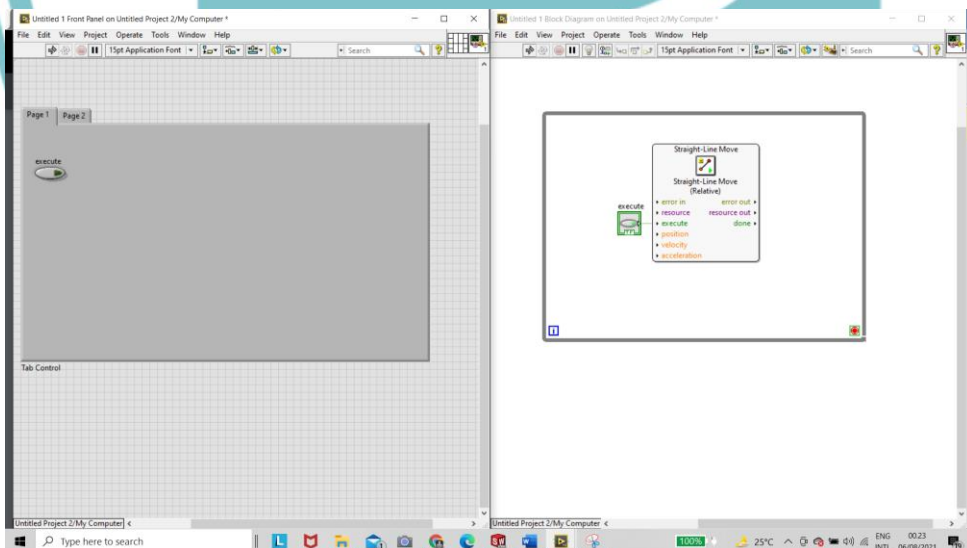 Untitled 1 Front Panel on Untitled Project 2/My Computer *
File Edit View Project Operate Tools Window Help
15pt Application Font
Search
Page 1 Page 2
execute
Tab Control
Untitled Project 2/My Computer
Untitled 1 Block Diagram on Untitled Project 2/My Computer *
File Edit View Project Operate Tools Window Help
15pt Application Font
Search
Straight-Line Move
Straight-Line Move
(Relative)
error in error out
resource resource out
execute
execute done
position
velocity
acceleration
i
Untitled Project 2/My Computer
Type here to search
100%
25°C
ENG
INTL
00.23
06/08/2021